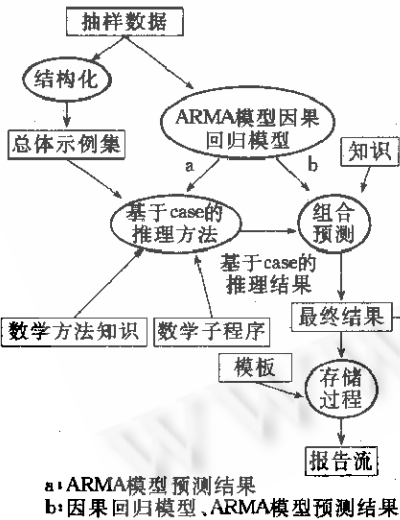 抽样数据
结构化
ARMA模型因果
回归模型
总体示例集
知识
a
b
基于case的
推理方法
组合
预测
基于case的
推理结果
数学方法知识
数学子程序
最终结果
模板
存储
过程
报告流
a:ARMA模型预测结果
b:因果回归模型、ARMA模型预测结果